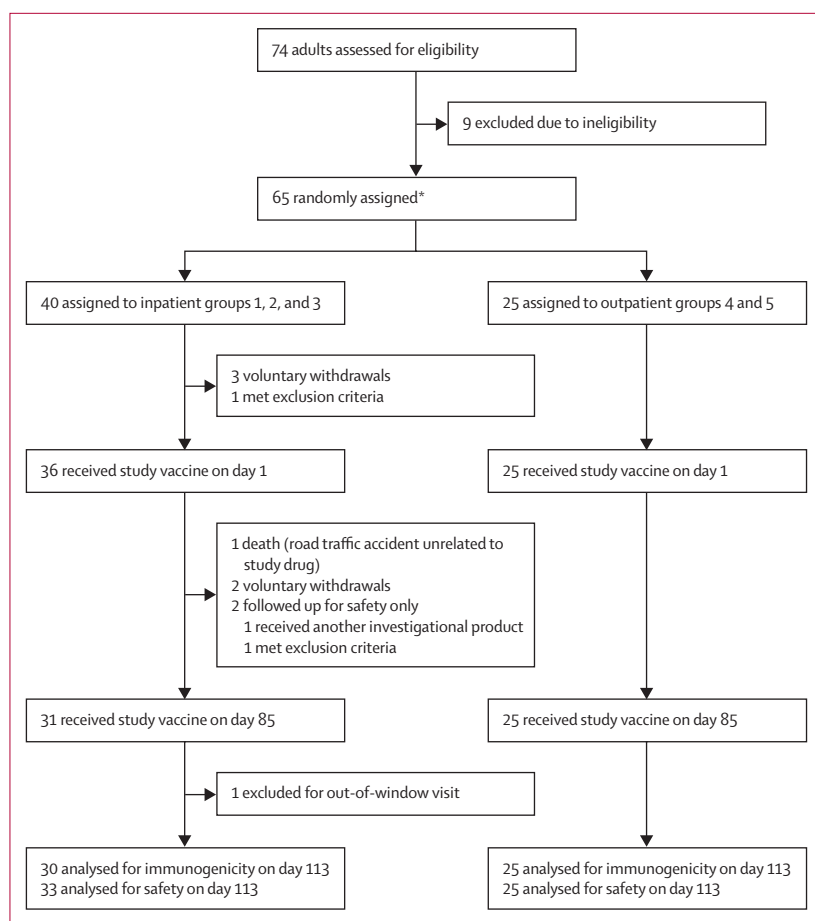 74 adults assessed for eligibility
9 excluded due to ineligibility
65 randomly assigned*
40 assigned to inpatient groups 1, 2, and 3
25 assigned to outpatient groups 4 and 5
3 voluntary withdrawals
1 met exclusion criteria
36 received study vaccine on day 1
25 received study vaccine on day 1
1 death (road traffic accident unrelated to
study drug)
2 voluntary withdrawals
2 followed up for safety only
1 received another investigational product
1 met exclusion criteria
31 received study vaccine on day 85
25 received study vaccine on day 85
1 excluded for out-of-window visit
30 analysed for immunogenicity on day 113
33 analysed for safety on day 113
25 analysed for immunogenicity on day 113
25 analysed for safety on day 113